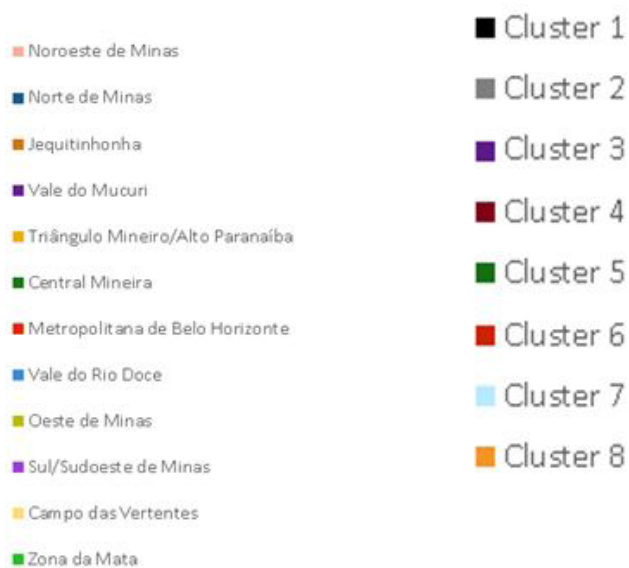 Noroeste de Minas
Norte de Minas
Jequitinhonha
Vale do Mucuri
Triângulo Mineiro/Alto Paranaíba
Central Mineira
Metropolitana de Belo Horizonte
Vale do Rio Doce
Oeste de Minas
Sul/Sudoeste de Minas
Campo das Vertentes
Zona da Mata
Cluster 1
Cluster 2
Cluster 3
Cluster 4
Cluster 5
Cluster 6
Cluster 7
Cluster 8